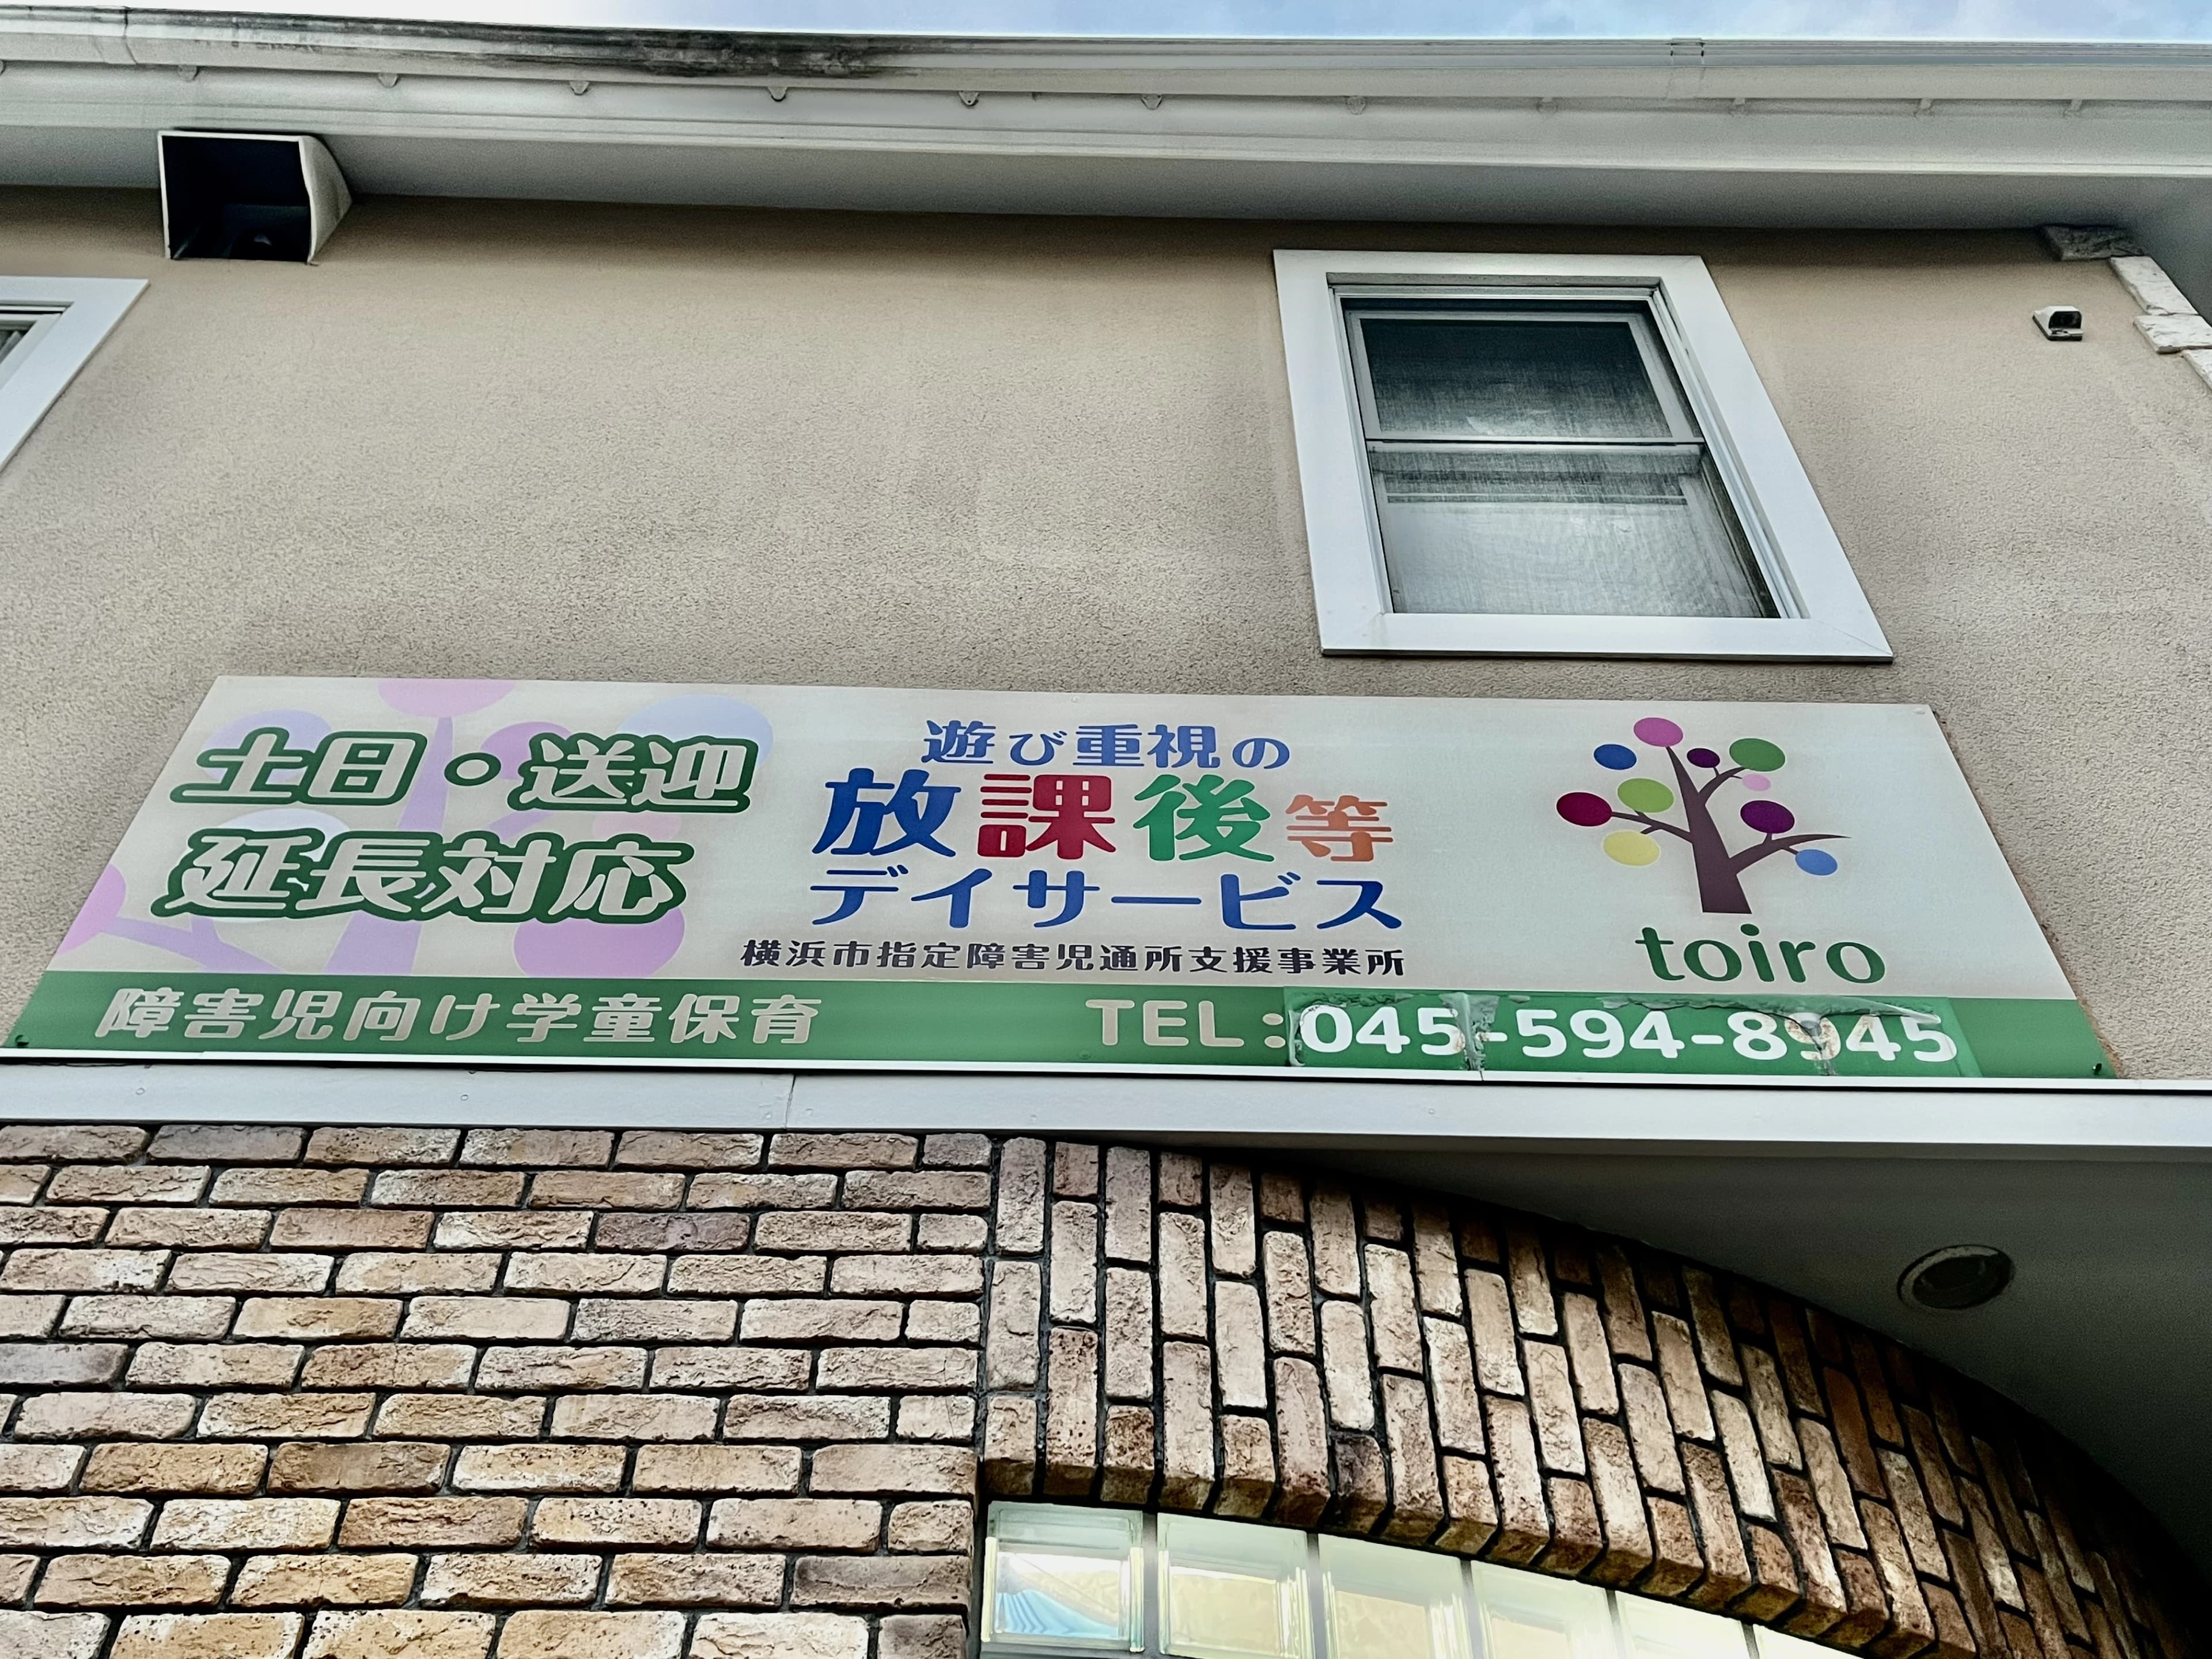 土日・送迎
延長対応
遊び重視の
放課後等
デイサービス
横浜市指定障害児通所支援事業所
toiro
障害児向け学童保育
TEL:045-594-8945